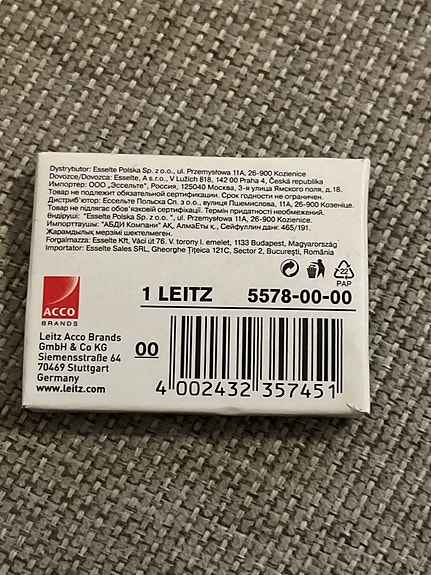 Dystrybutor: Esselte Polska Sp. z o.o., ul. Przemysłowa 11A, 26-900 Kozienice
Dovozce/Dovozca: Esselte, A s.r.o., V Lužich 818, 142 00 Praha 4, Česká republika
Импортер: ООО „Эссельте", Россия, 125040 Москва, 3-я улица Ямского поля, д.18.
Товар не подлежит обязательной сертификации. Срок годности не ограничен.
Дистриб'ютор: Ессельте Польска Сп. з о.о., вулиця Пшемислова, 11A, 26-900 Козеніце.
Товар не підлягає обов'язковій сертифікації. Термін придатності необмежений.
Өндіруші: "Esselte Polska Sp. z o.o.", ul. Przemysłowa 11A, 26-900 Kozienice
Импорттаушы: "АБДИ Компани" АҚ, АлмаЕты қ., Сейфуллин даңғ. 465/191.
Жарамдылық мерзімі шектелмеген.
Forgalmazza: Esselte Kft, Váci út 76. V. torony I. emelet, 1133 Budapest, Magyarország
Importator: Esselte Sales SRL, Gheorghe Țițeica 121C, Sector 2, București, România
22
PAP
1 LEITZ 5578-00-00
ACCO
BRANDS
Leitz Acco Brands
GmbH & Co KG
Siemensstraße 64
70469 Stuttgart
Germany
www.leitz.com
00
4 002432 357451